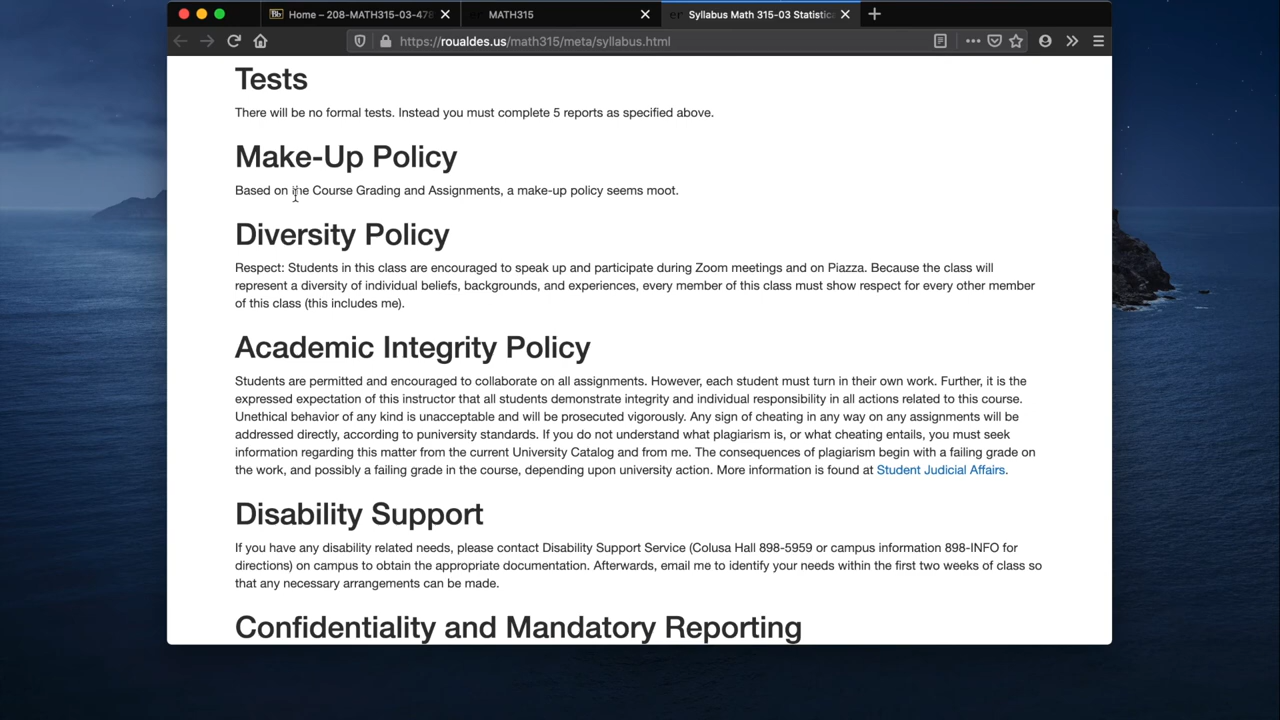 Home – 208-MATH315-03-478
MATH315
Syllabus Math 315-03 Statistica
https://roualdes.us/math315/meta/syllabus.html
Tests
There will be no formal tests. Instead you must complete 5 reports as specified above.
Make-Up Policy
Based on the Course Grading and Assignments, a make-up policy seems moot.
Diversity Policy
Respect: Students in this class are encouraged to speak up and participate during Zoom meetings and on Piazza. Because the class will
represent a diversity of individual beliefs, backgrounds, and experiences, every member of this class must show respect for every other member
of this class (this includes me).
Academic Integrity Policy
Students are permitted and encouraged to collaborate on all assignments. However, each student must turn in their own work. Further, it is the
expressed expectation of this instructor that all students demonstrate integrity and individual responsibility in all actions related to this course.
Unethical behavior of any kind is unacceptable and will be prosecuted vigorously. Any sign of cheating in any way on any assignments will be
addressed directly, according to puniversity standards. If you do not understand what plagiarism is, or what cheating entails, you must seek
information regarding this matter from the current University Catalog and from me. The consequences of plagiarism begin with a failing grade on
the work, and possibly a failing grade in the course, depending upon university action. More information is found at Student Judicial Affairs.
Disability Support
If you have any disability related needs, please contact Disability Support Service (Colusa Hall 898-5959 or campus information 898-INFO for
directions) on campus to obtain the appropriate documentation. Afterwards, email me to identify your needs within the first two weeks of class so
that any necessary arrangements can be made.
Confidentiality and Mandatory Reporting